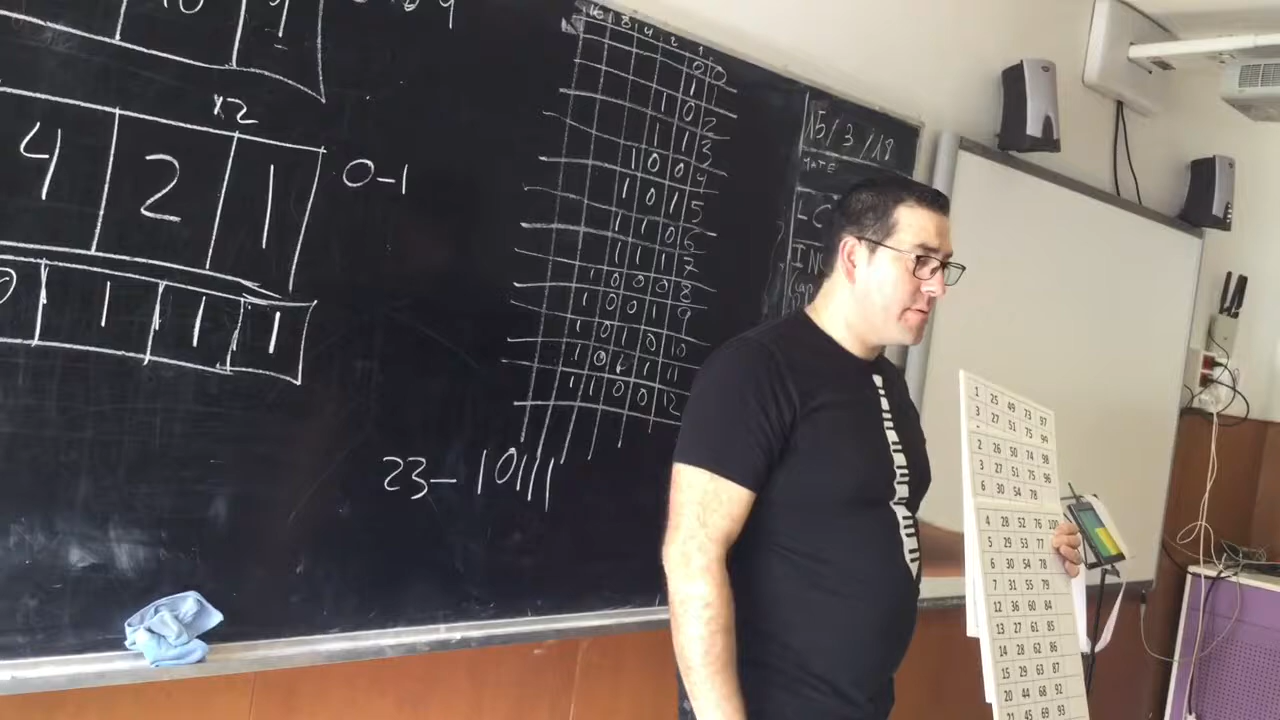 x2
4 2 1 0-1
1 1 1
16 8 4 2 1
0 0
1
1 0 2
1 1 3
1 0 0 4
1 0 1 5
1 1 0 6
1 1 1 7
1 0 0 0 8
1 0 0 1 9
1 0 1 0 10
1 0 1 1 11
1 1 0 0 12
23-10111
15/3/18
MATE
1 25 49 73 97
3 27 51 75 99
2 26 50 74 98
3 27 51 75 96
6 30 54 78
4 28 52 76 100
5 29 53 77
6 30 54 78
7 31 55 79
12 36 60 84
13 27 61 85
14 28 62 86
15 29 63 87
20 44 68 92
21 45 69 93